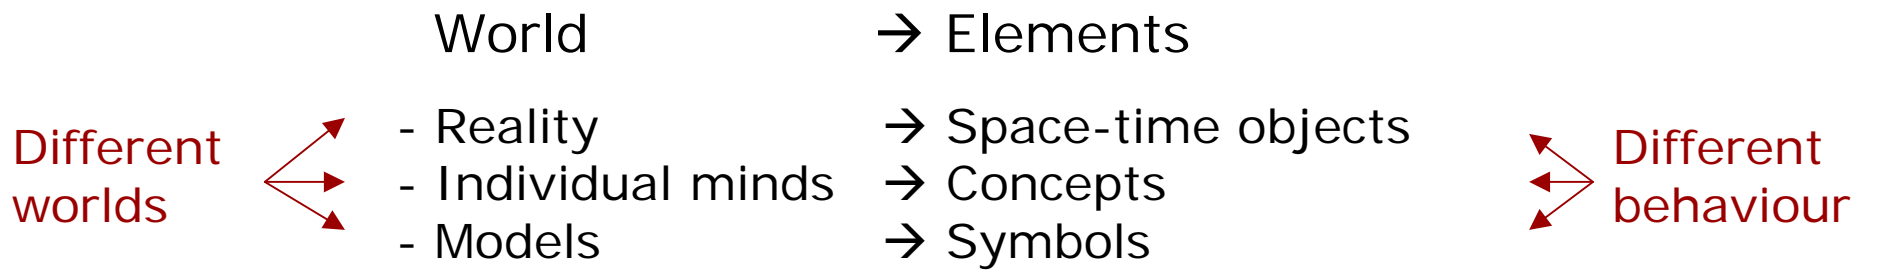 World → Elements
Different worlds
- Reality → Space-time objects
- Individual minds → Concepts
- Models → Symbols
Different behaviour